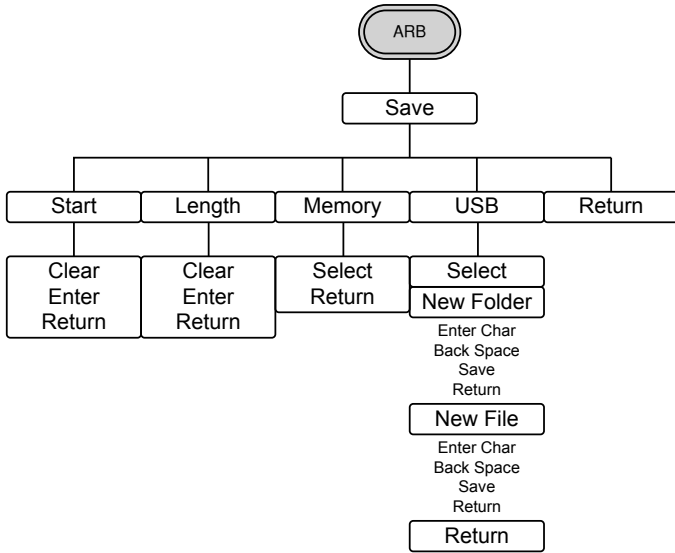 ARB
Save
Start
Length
Memory
USB
Return
Clear
Enter
Return
Clear
Enter
Return
Select
Return
Select
New Folder
Enter Char
Back Space
Save
Return
New File
Enter Char
Back Space
Save
Return
Return